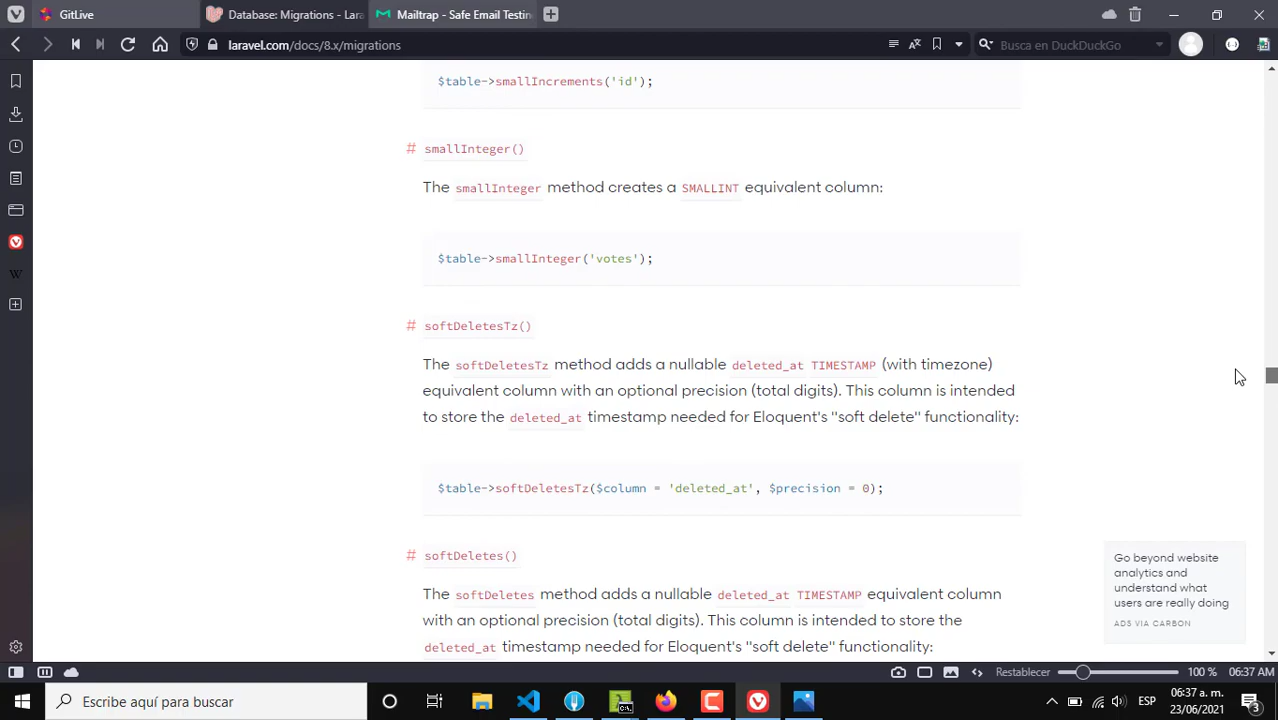 GitLive
Database: Migrations - Lara
Mailtrap - Safe Email Testin
laravel.com/docs/8.x/migrations
Busca en DuckDuckGo
$table->smallIncrements('id');
# smallInteger()
The smallInteger method creates a SMALLINT equivalent column:
$table->smallInteger('votes');
# softDeletesTz()
The softDeletesTz method adds a nullable deleted_at TIMESTAMP (with timezone)
equivalent column with an optional precision (total digits). This column is intended
to store the deleted_at timestamp needed for Eloquent's "soft delete" functionality:
$table->softDeletesTz($column = 'deleted_at', $precision = 0);
# softDeletes()
The softDeletes method adds a nullable deleted_at TIMESTAMP equivalent column
with an optional precision (total digits). This column is intended to store the
deleted_at timestamp needed for Eloquent's "soft delete" functionality:
Go beyond website
analytics and
understand what
users are really doing
ADS VIA CARBON
Restablecer
100 %
06:37 AM
Escribe aquí para buscar
ESP
06:37 a. m.
23/06/2021
3